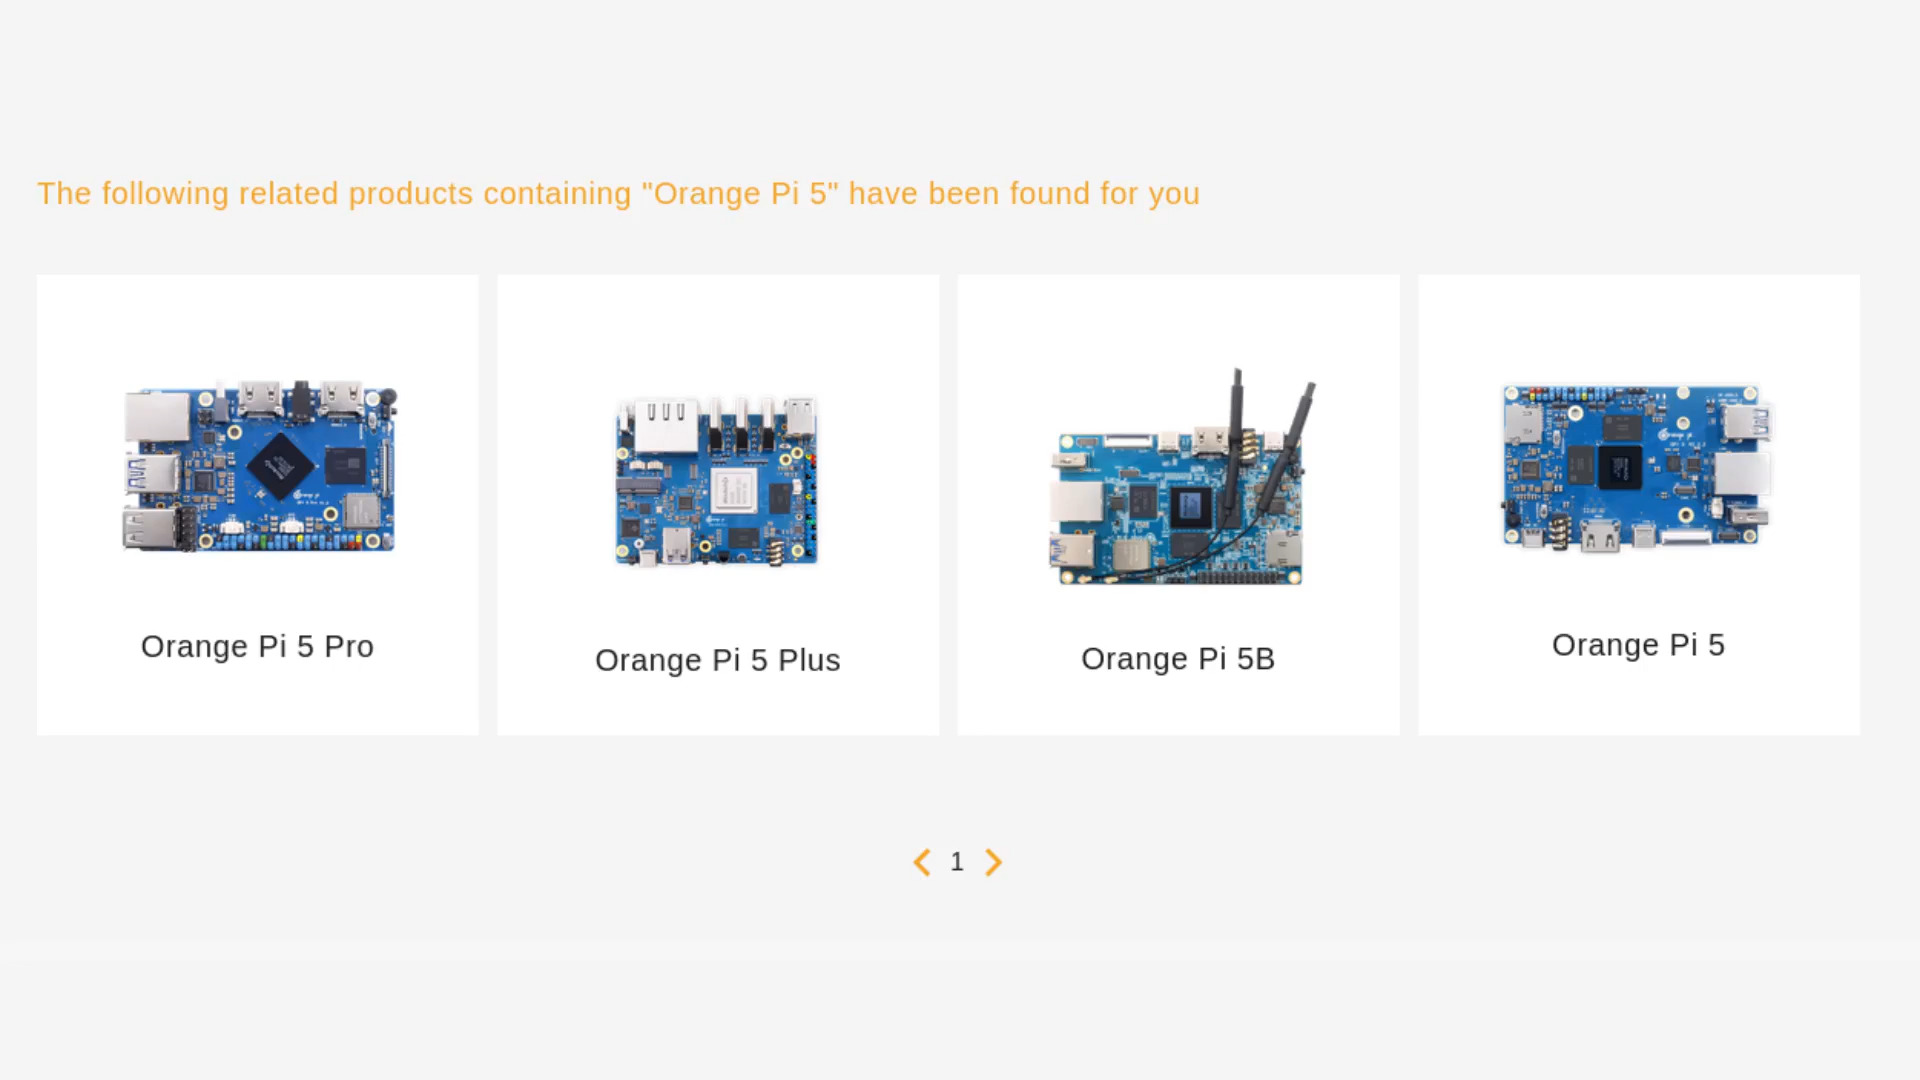 The following related products containing "Orange Pi 5" have been found for you
Orange Pi 5 Pro
Orange Pi 5 Plus
Orange Pi 5B
Orange Pi 5
1